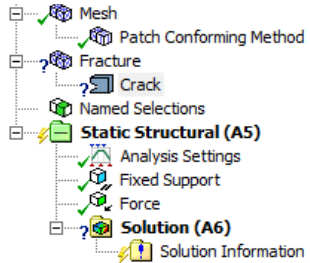 Mesh
Patch Conforming Method
Fracture
Crack
Named Selections
Static Structural (A5)
Analysis Settings
Fixed Support
Force
Solution (A6)
Solution Information